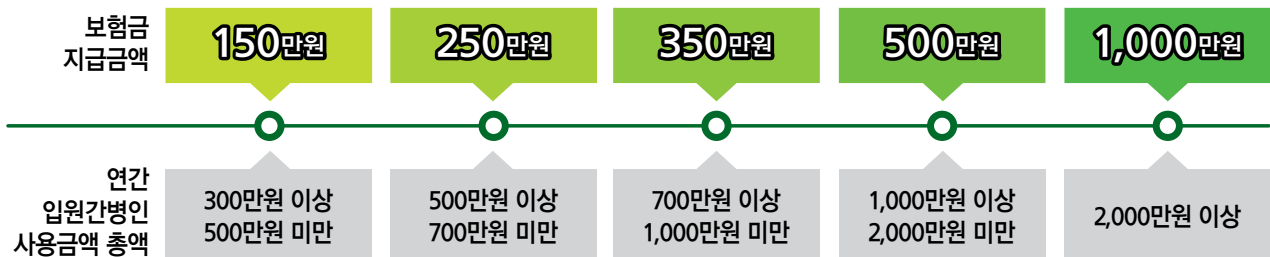 보험금
지급금액
150만원
250만원
350만원
500만원
1,000만원
연간
입원간병인
사용금액 총액
300만원 이상
500만원 미만
500만원 이상
700만원 미만
700만원 이상
1,000만원 미만
1,000만원 이상
2,000만원 미만
2,000만원 이상